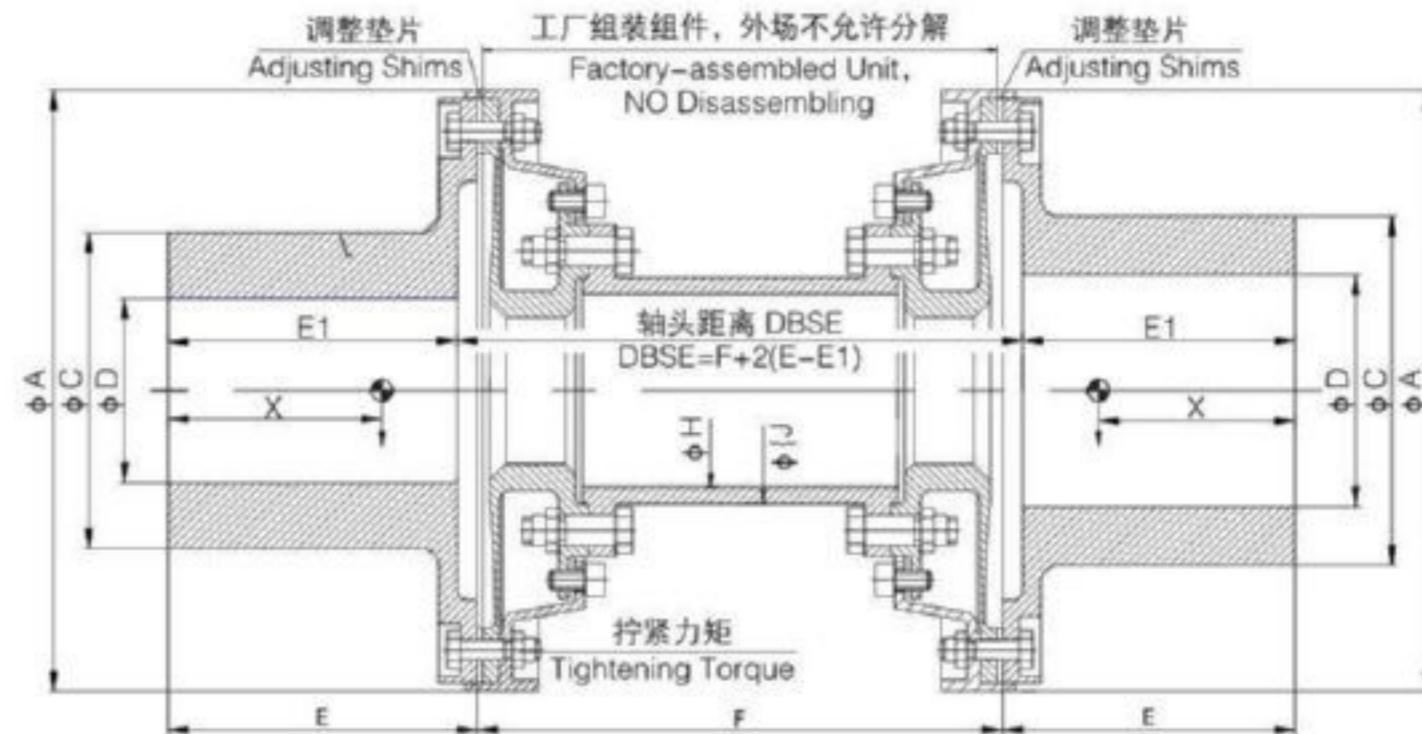 调整垫片
Adjusting Shims
工厂组装组件，外场不允许分解
Factory-assembled Unit,
NO Disassembling
调整垫片
Adjusting Shims
E1
轴头距离 DBSE
DBSE=F+2(E-E1)
E1
ϕA
ϕC
ϕD
X
ϕH
ϕJ
X
ϕD
ϕC
ϕA
拧紧力矩
Tightening Torque
E
F
E